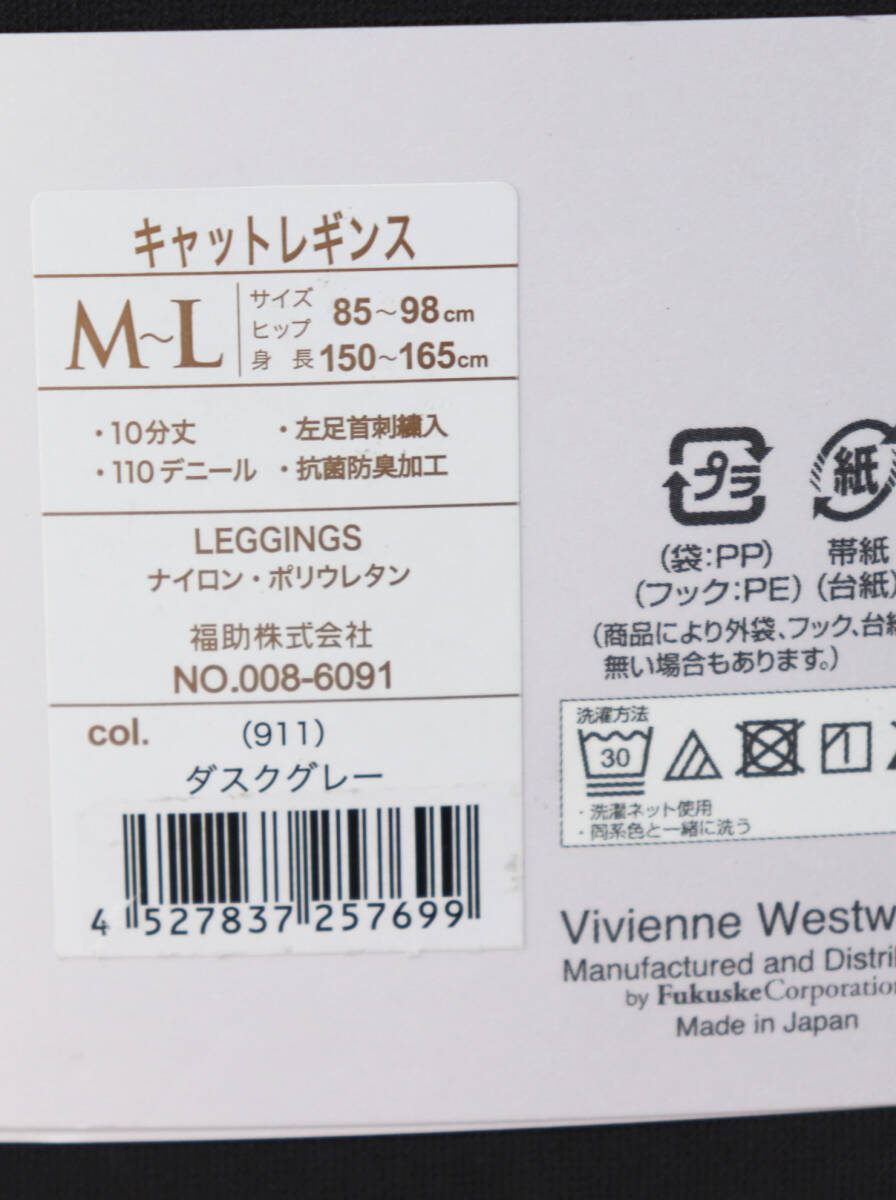 キャットレギンス
M~L
サイズ
ヒップ 85~98cm
身 長 150~165cm
・10分丈 ・左足首刺繍入
・110デニール ・抗菌防臭加工
LEGGINGS
ナイロン・ポリウレタン
福助株式会社
NO.008-6091
col. (911)
ダスクグレー
4 527837 257699
プラ
紙
(袋:PP)
(フック:PE)
帯紙
(台紙)
(商品により外袋、フック、台紙
無い場合もあります。)
洗濯方法
30
・洗濯ネット使用
・同系色と一緒に洗う
Vivienne Westw
Manufactured and Distri
by Fukuske Corporation
Made in Japan